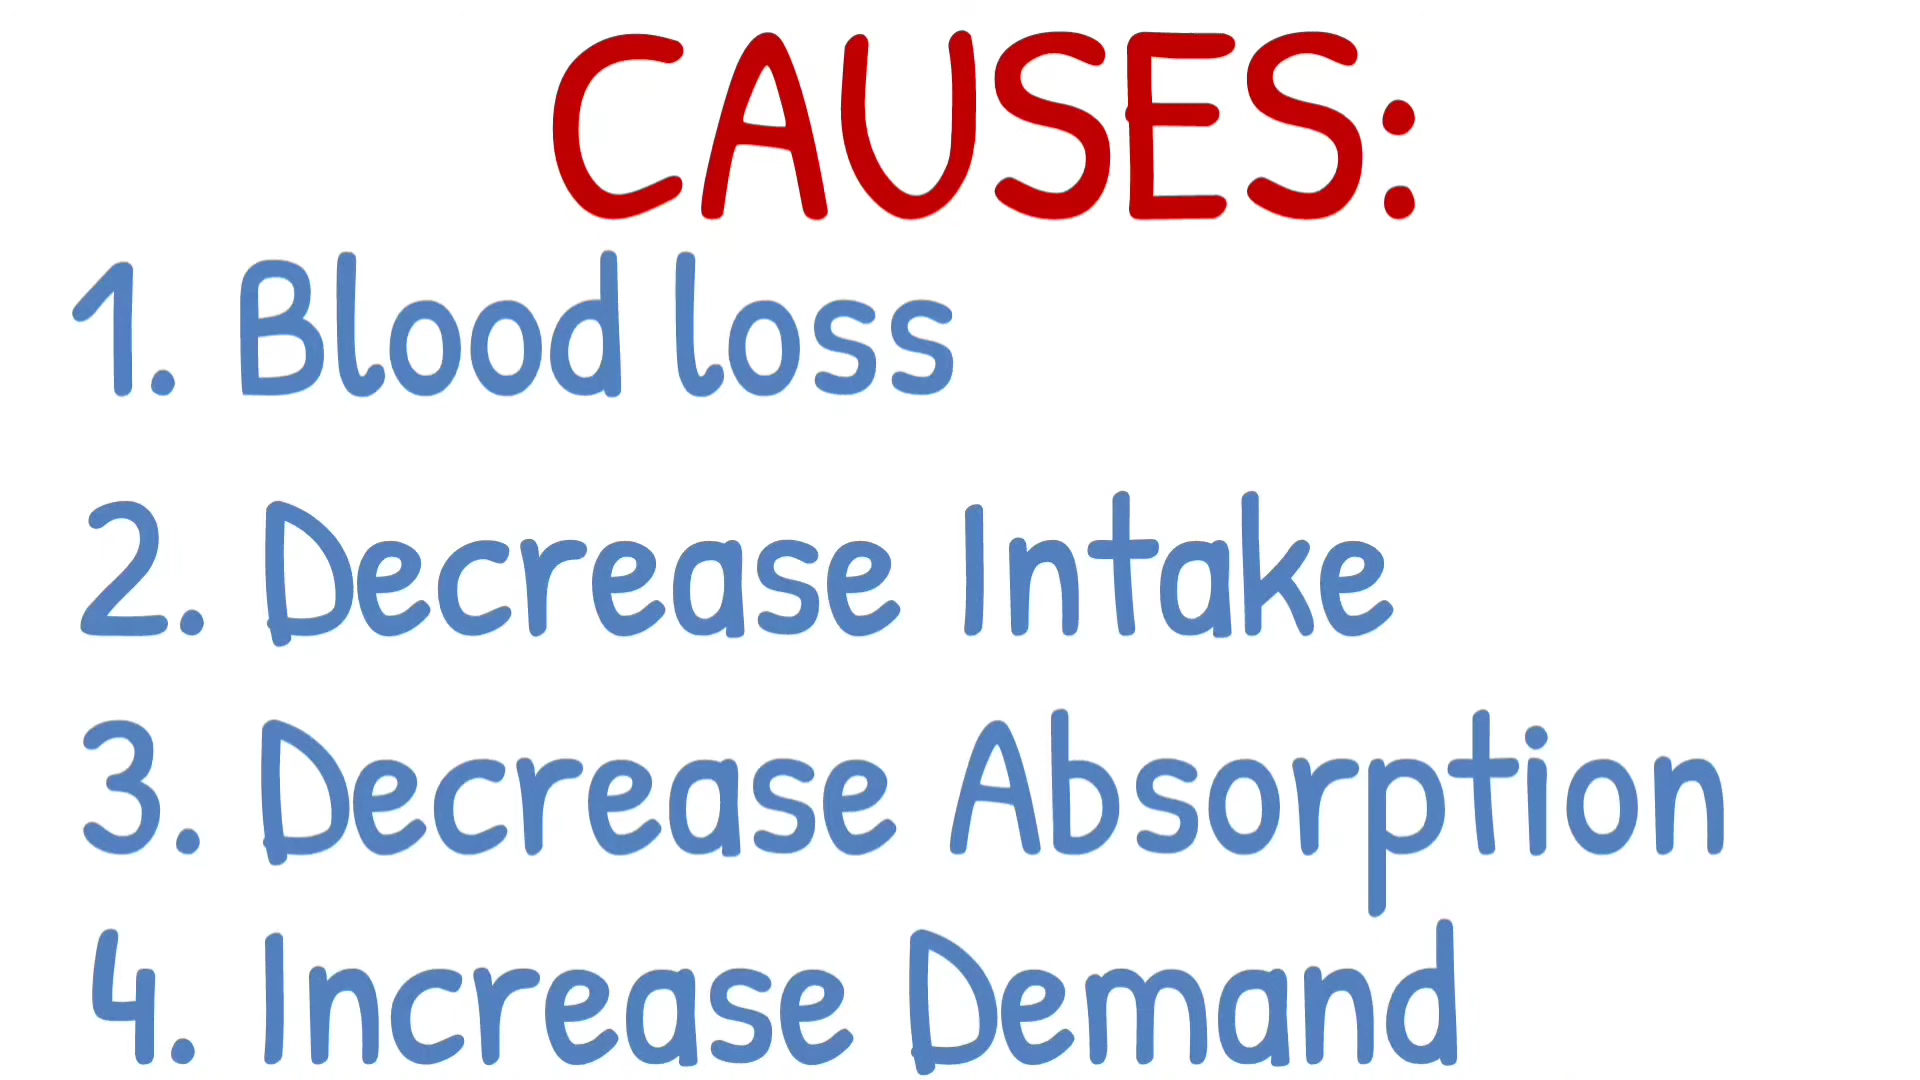 CAUSES:
1. Blood loss
2. Decrease Intake
3. Decrease Absorption
4. Increase Demand